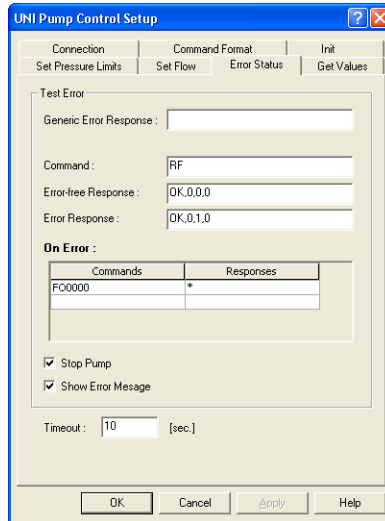 UNI Pump Control Setup
Connection Command Format Init
Set Pressure Limits Set Flow Error Status Get Values
Test Error
Generic Error Response :
Command : RF
Error-free Response : OK,0,0,0
Error Response : OK,0,1,0
On Error :
Commands Responses
FO0000 *
Stop Pump
Show Error Mesage
Timeout : 10 [sec.]
OK Cancel Apply Help